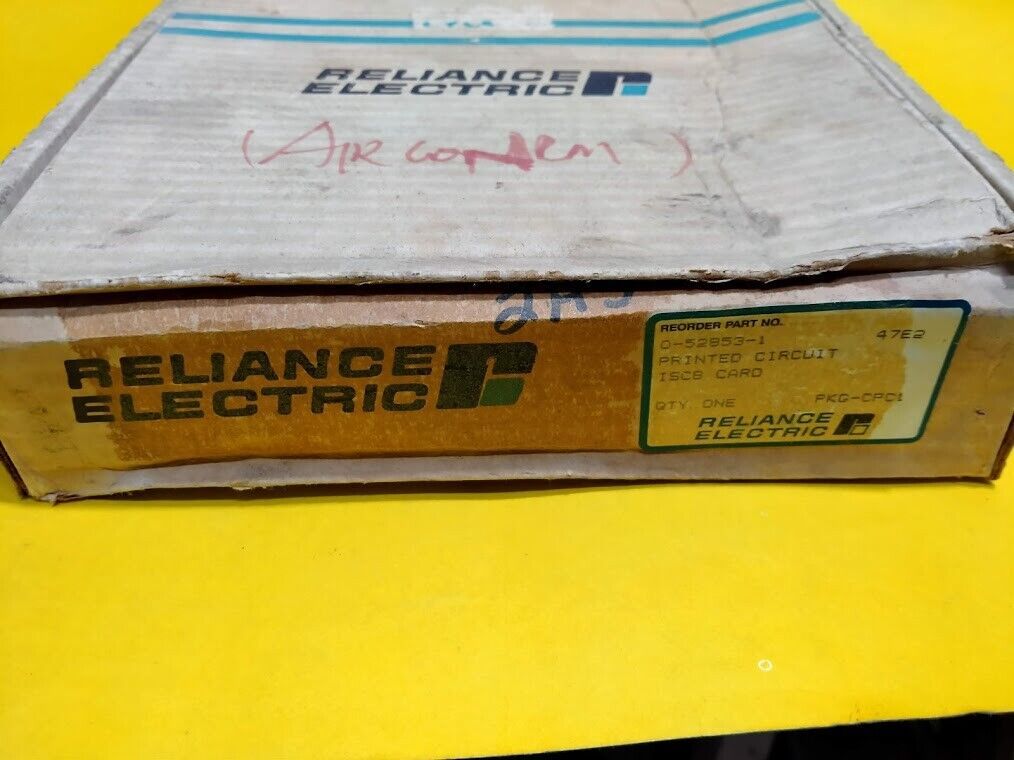 RELIANCE
ELECTRIC
(AIR
RELIANCE
ELECTRIC
REORDER PART NO.
0-52853-1 47E2
PRINTED CIRCUIT
ISCB CARD
QTY. ONE PKG-CPC1
RELIANCE
ELECTRIC